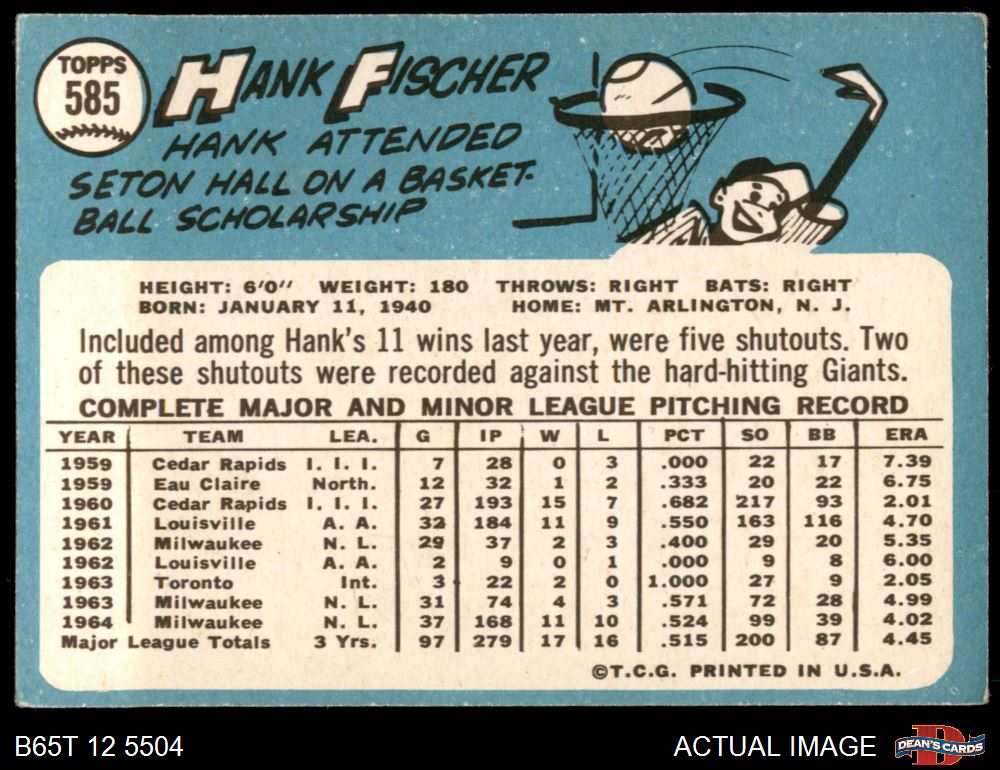 TOPPS
585
HANK FISCHER
HANK ATTENDED
SETON HALL ON A BASKET-
BALL SCHOLARSHIP
HEIGHT: 6'0" WEIGHT: 180 THROWS: RIGHT BATS: RIGHT
BORN: JANUARY 11, 1940 HOME: MT. ARLINGTON, N. J.
Included among Hank's 11 wins last year, were five shutouts. Two
of these shutouts were recorded against the hard-hitting Giants.
COMPLETE MAJOR AND MINOR LEAGUE PITCHING RECORD
YEAR TEAM LEA. G IP W L PCT SO BB ERA
1959 Cedar Rapids I. I. I. 7 28 0 3 .000 22 17 7.39
1959 Eau Claire North. 12 32 1 2 .333 20 22 6.75
1960 Cedar Rapids I. I. I. 27 193 15 7 .682 217 93 2.01
1961 Louisville A. A. 32 184 11 9 .550 163 116 4.70
1962 Milwaukee N. L. 29 37 2 3 .400 29 20 5.35
1962 Louisville A. A. 2 9 0 1 .000 9 8 6.00
1963 Toronto Int. 3 22 2 0 1.000 27 9 2.05
1963 Milwaukee N. L. 31 74 4 3 .571 72 28 4.99
1964 Milwaukee N. L. 37 168 11 10 .524 99 39 4.02
Major League Totals 3 Yrs. 97 279 17 16 .515 200 87 4.45
©T.C.G. PRINTED IN U.S.A.
B65T 12 5504 ACTUAL IMAGE
D
DEAN'S CARDS